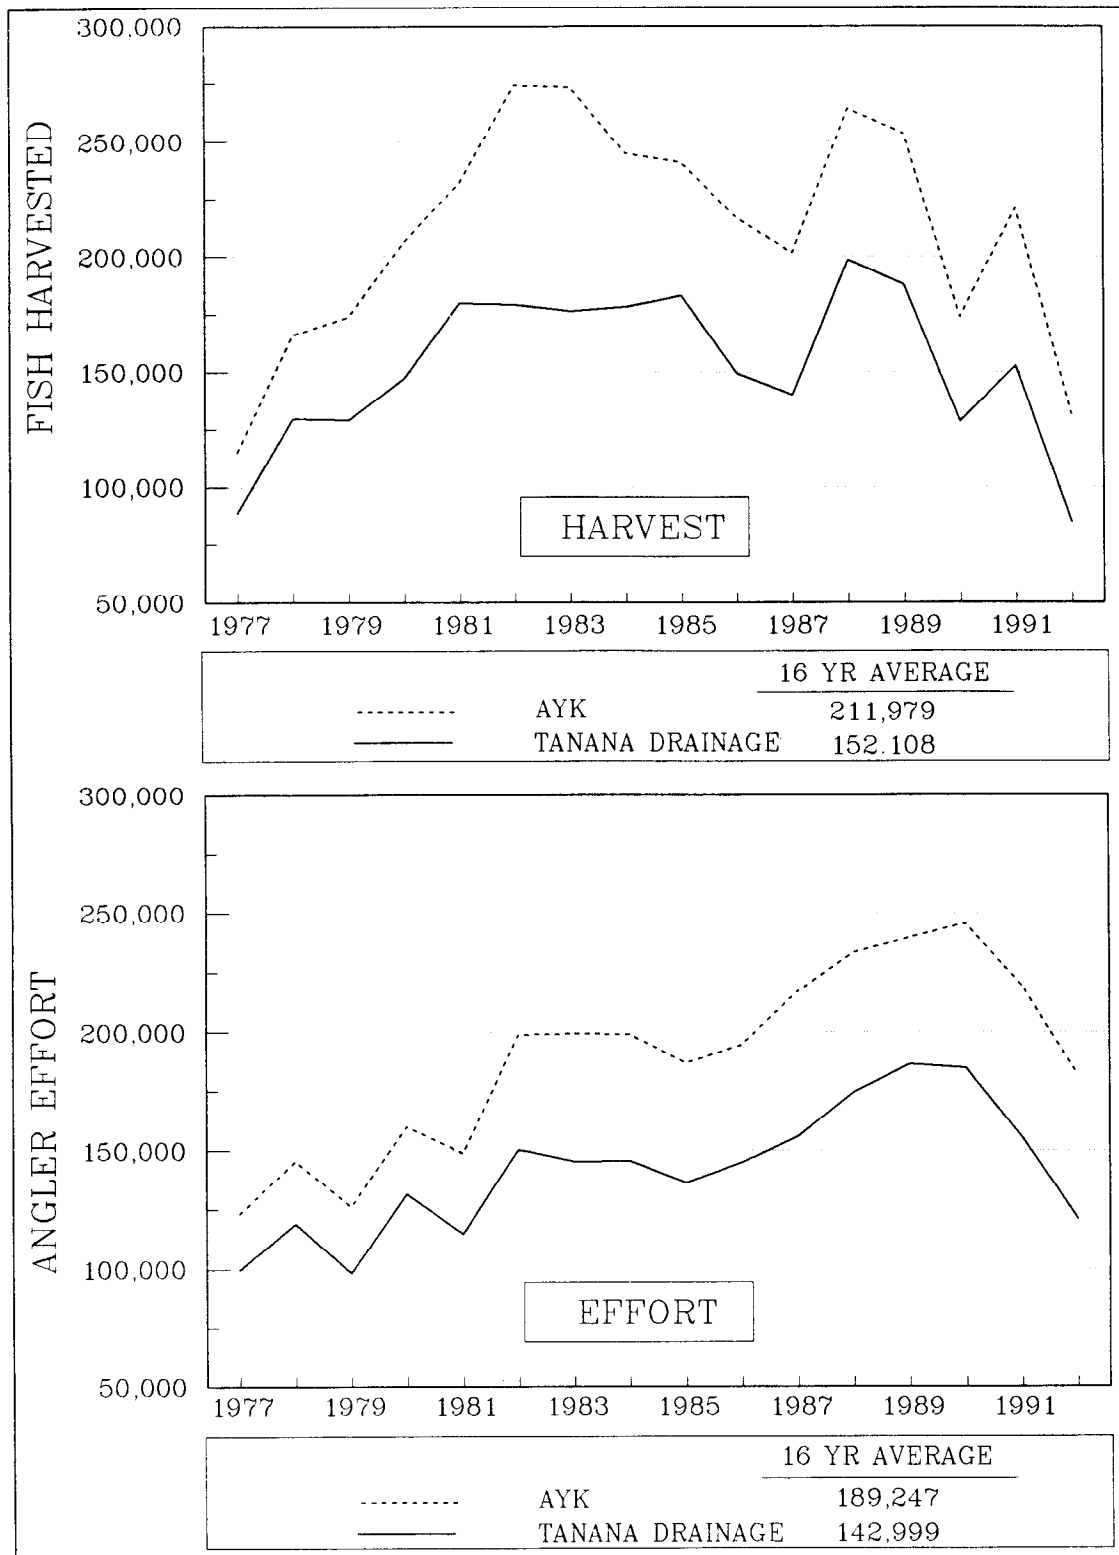 FISH HARVESTED
300,000
250,000
200,000
150,000
100,000
50,000
HARVEST
1977 1979 1981 1983 1985 1987 1989 1991
16 YR AVERAGE
AYK 211,979
TANANA DRAINAGE 152.108
ANGLER EFFORT
300,000
250,000
200,000
150,000
100,000
50,000
EFFORT
1977 1979 1981 1983 1985 1987 1989 1991
16 YR AVERAGE
AYK 189,247
TANANA DRAINAGE 142,999